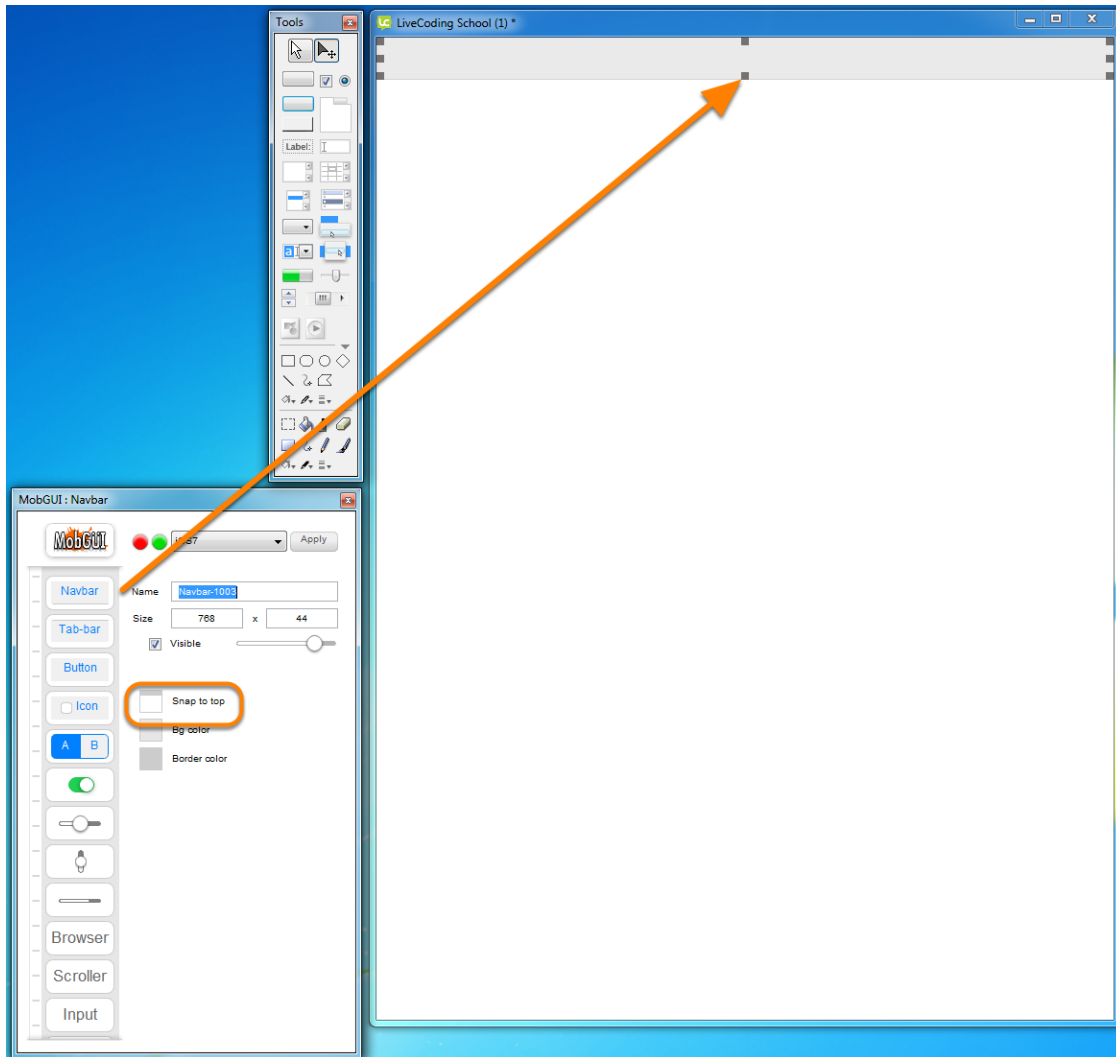 Tools
LiveCoding School (1) *
Label:
MobGUI : Navbar
MobGUI
iOS7
Apply
Navbar
Name
Navbar-1003
Size
768
x
44
Tab-bar
Visible
Button
Icon
Snap to top
Bg color
A
B
Border color
Browser
Scroller
Input